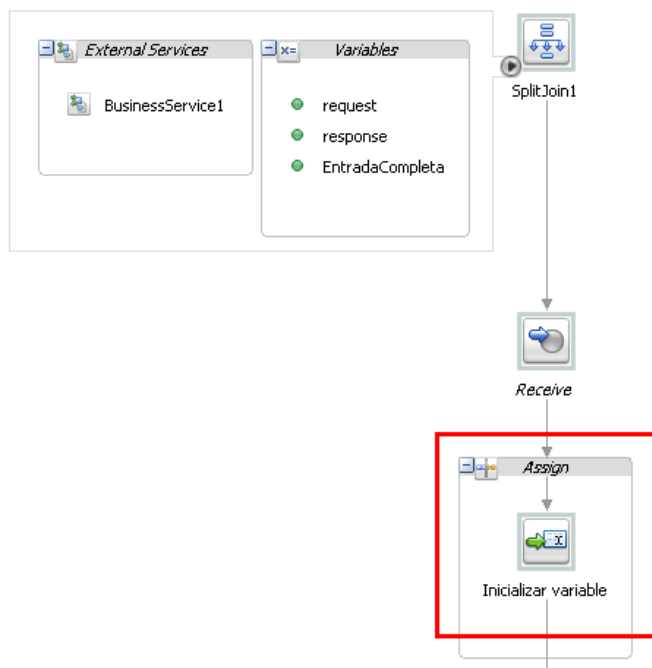 External Services
BusinessService1
Variables
request
response
EntradaCompleta
SplitJoin1
Receive
Assign
Inicializar variable